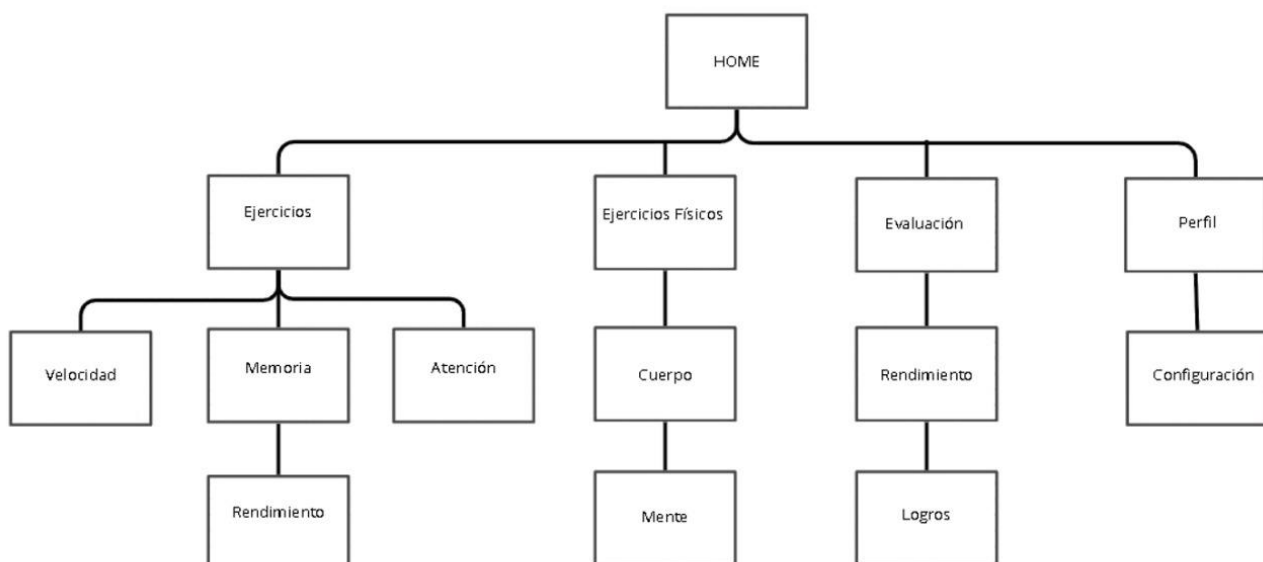 HOME
Ejercicios
Ejercicios Físicos
Evaluación
Perfil
Velocidad
Memoria
Atención
Cuerpo
Rendimiento
Configuración
Rendimiento
Mente
Logros